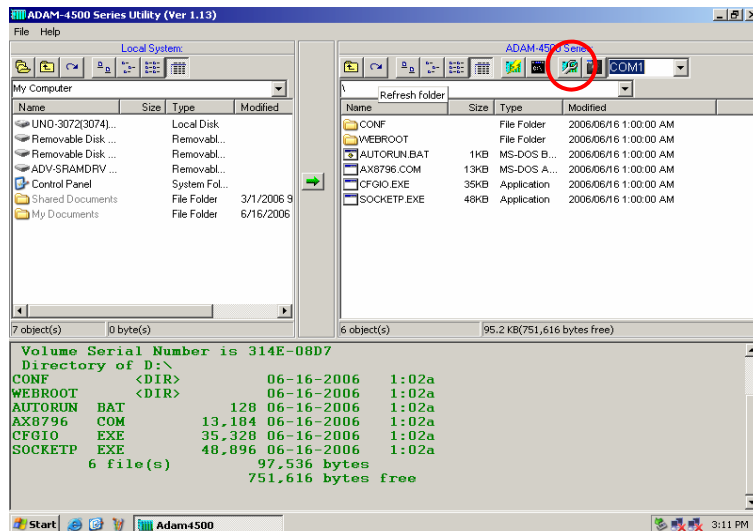 ADAM-4500 Series Utility (Ver 1.13)
File Help
Local System:
My Computer
Name Size Type Modified
UNO-3072(3074)... Local Disk
Removable Disk ... Removabl...
Removable Disk ... Removabl...
ADV-SRAMDRV ... Removabl...
Control Panel System Fol...
Shared Documents File Folder 3/1/2006 9
My Documents File Folder 6/16/2006
7 object(s) 0 byte(s)
ADAM-4500 Series:
COM1
\
Refresh folder
Name Size Type Modified
CONF File Folder 2006/06/16 1:00:00 AM
WEBROOT File Folder 2006/06/16 1:00:00 AM
AUTORUN.BAT 1KB MS-DOS B... 2006/06/16 1:00:00 AM
AX8796.COM 13KB MS-DOS A... 2006/06/16 1:00:00 AM
CFGIO.EXE 35KB Application 2006/06/16 1:00:00 AM
SOCKETP.EXE 48KB Application 2006/06/16 1:00:00 AM
6 object(s) 95.2 KB(751,616 bytes free)
Volume Serial Number is 314E-08D7
Directory of D:\
CONF <DIR> 06-16-2006 1:02a
WEBROOT <DIR> 06-16-2006 1:02a
AUTORUN BAT 128 06-16-2006 1:02a
AX8796 COM 13,184 06-16-2006 1:02a
CFGIO EXE 35,328 06-16-2006 1:02a
SOCKETP EXE 48,896 06-16-2006 1:02a
6 file(s) 97,536 bytes
751,616 bytes free
Start Adam4500 3:11 PM